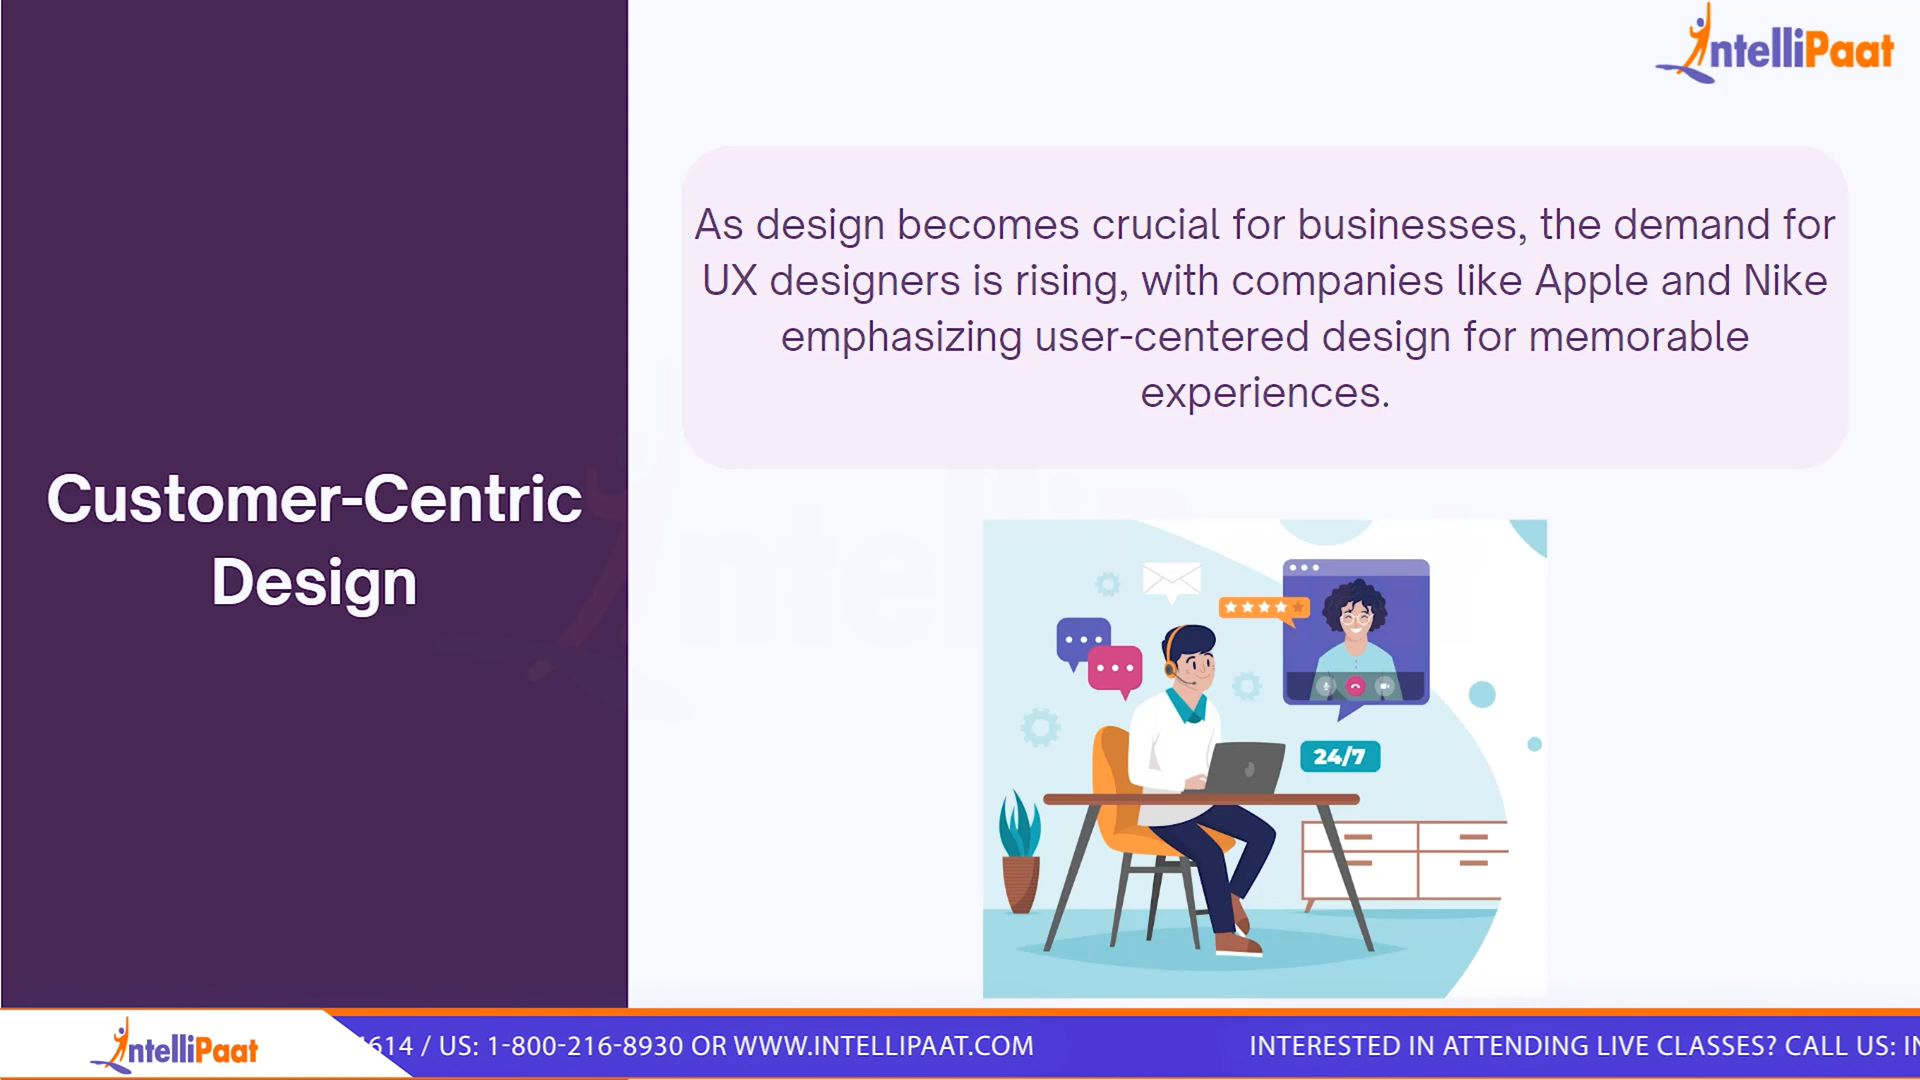 IntelliPaat
As design becomes crucial for businesses, the demand for
UX designers is rising, with companies like Apple and Nike
emphasizing user-centered design for memorable
experiences.
Customer-Centric
Design
24/7
IntelliPaat
614 / US: 1-800-216-8930 OR WWW.INTELLIPAAT.COM
INTERESTED IN ATTENDING LIVE CLASSES? CALL US: